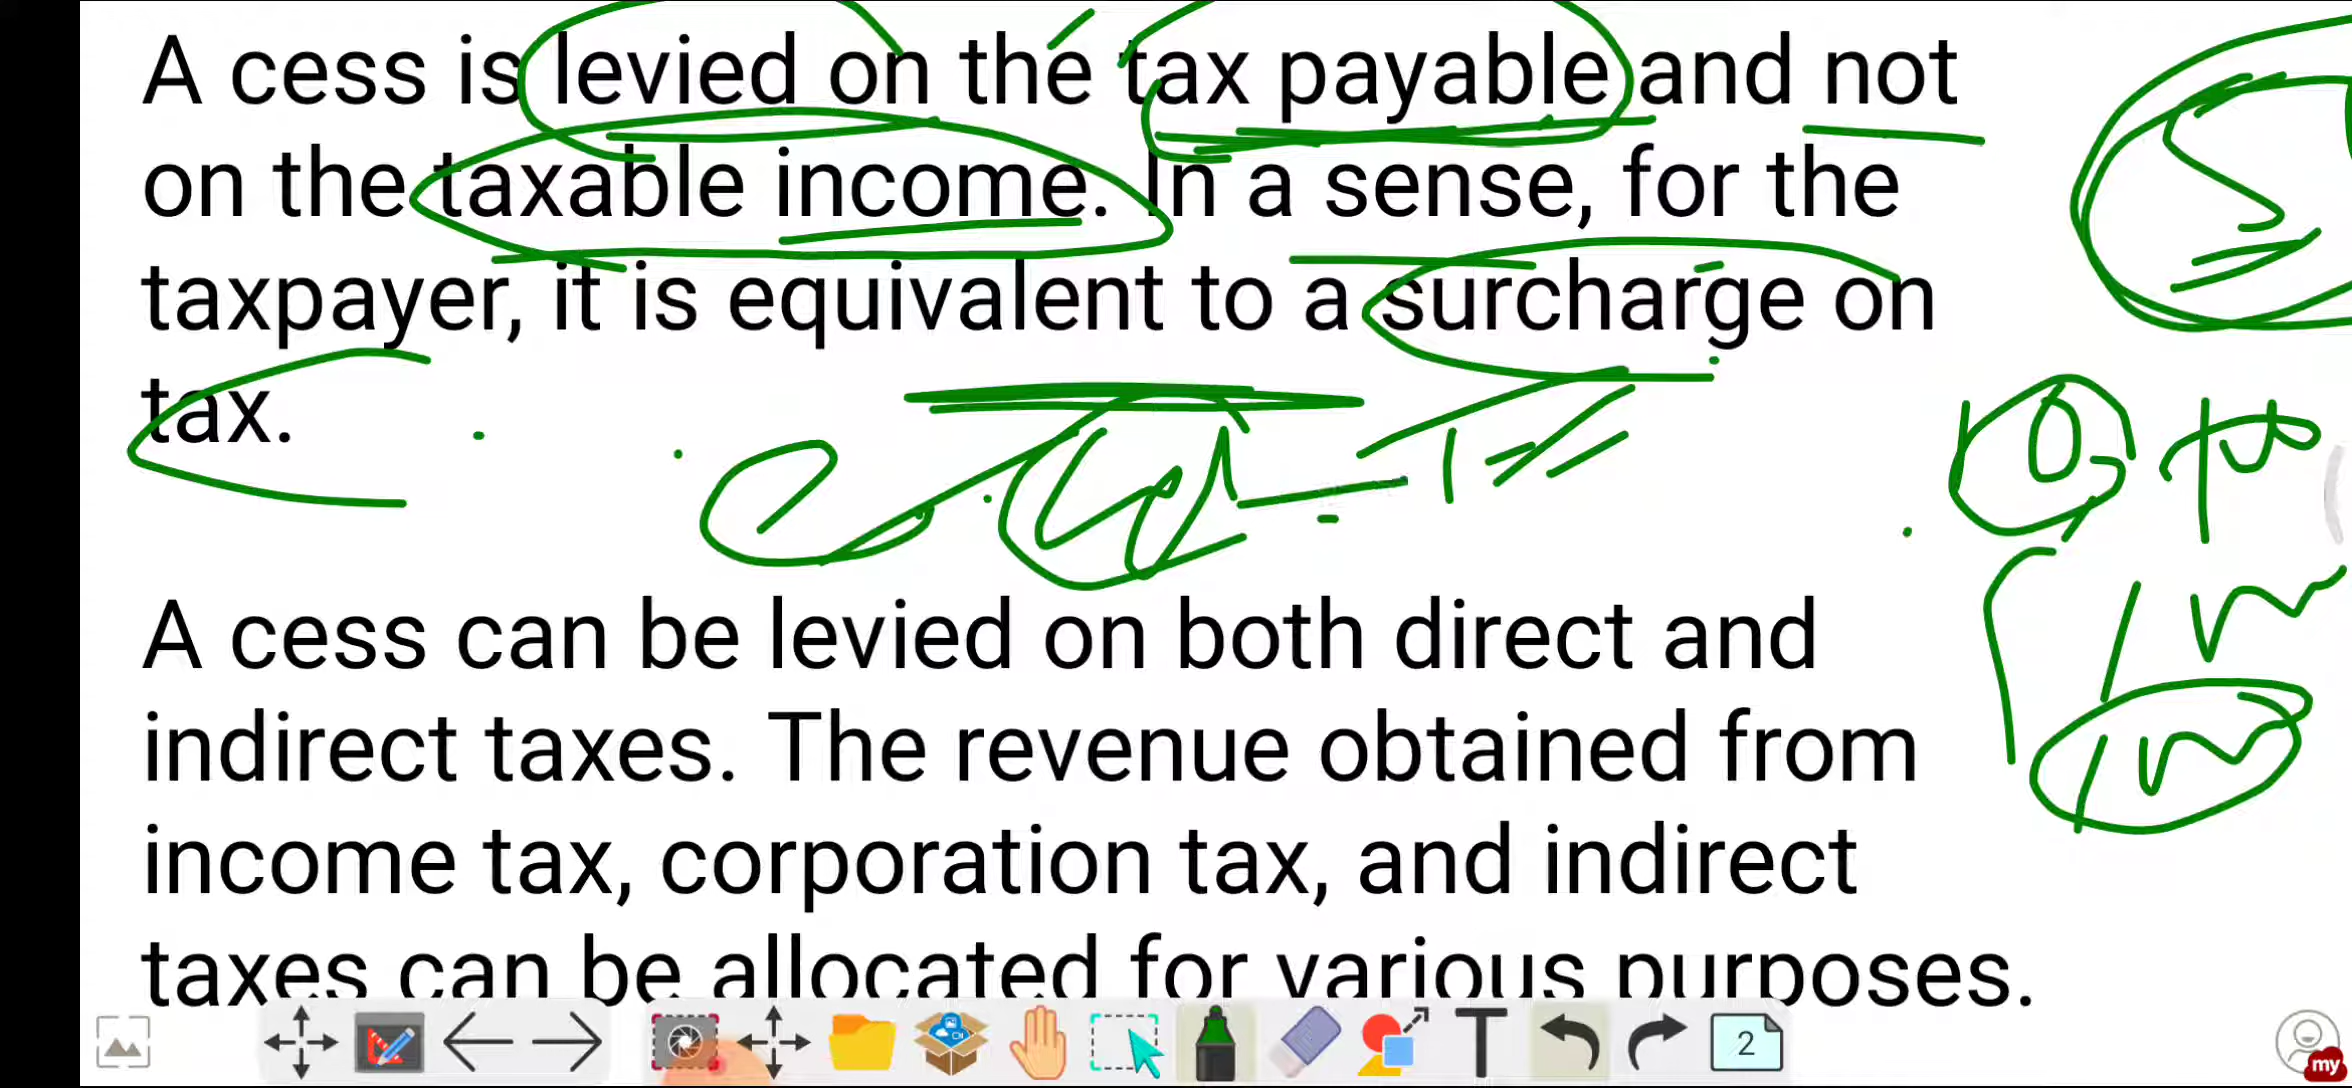 A cess is levied on the tax payable and not
on the taxable income. In a sense, for the
taxpayer, it is equivalent to a surcharge on
tax.
A cess can be levied on both direct and
indirect taxes. The revenue obtained from
income tax, corporation tax, and indirect
taxes can be allocated for various purposes.
T
2
my